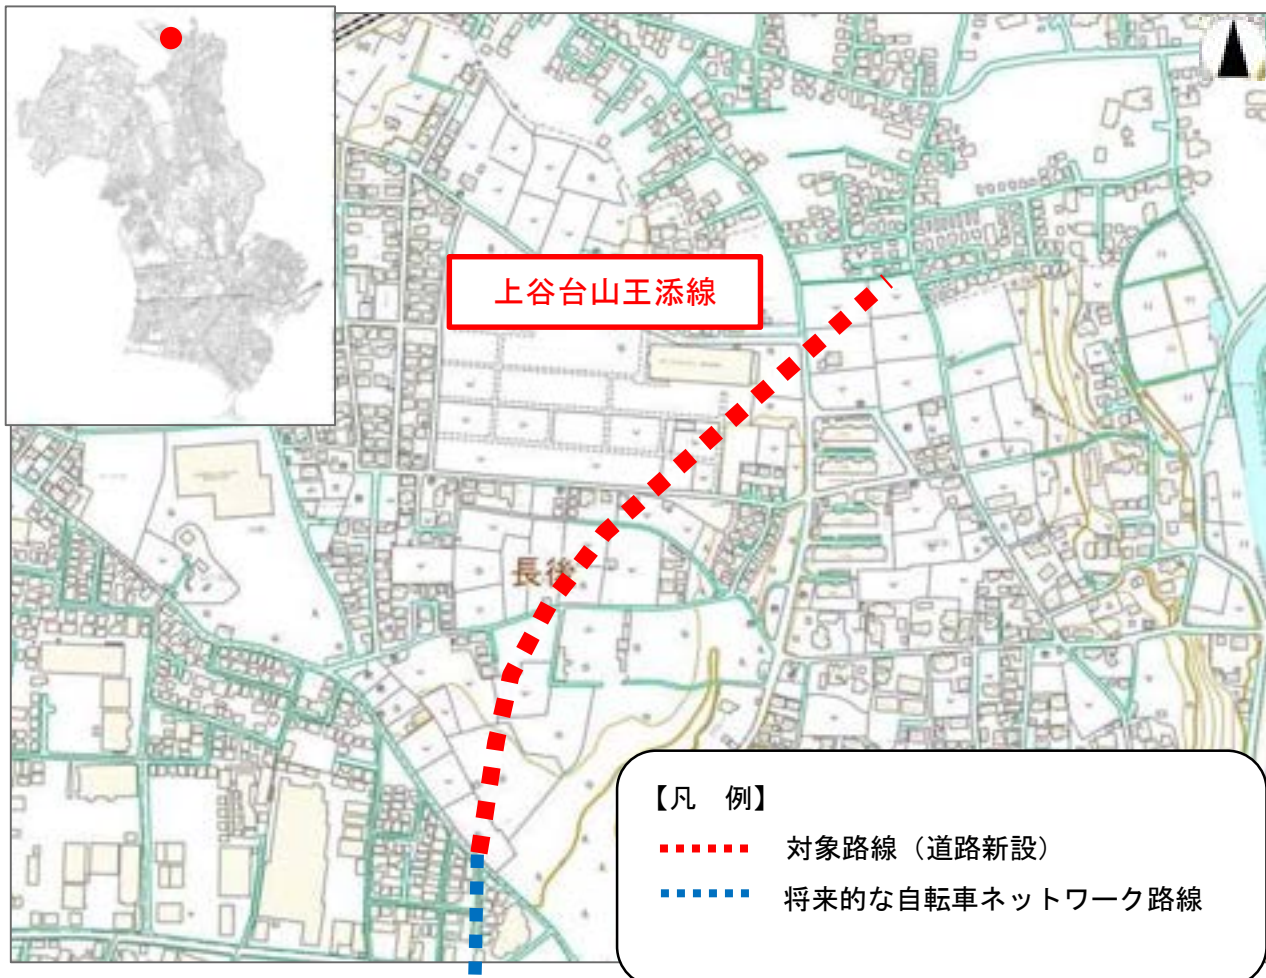 上谷台山王添線
長後
【凡　例】
対象路線（道路新設）
将来的な自転車ネットワーク路線